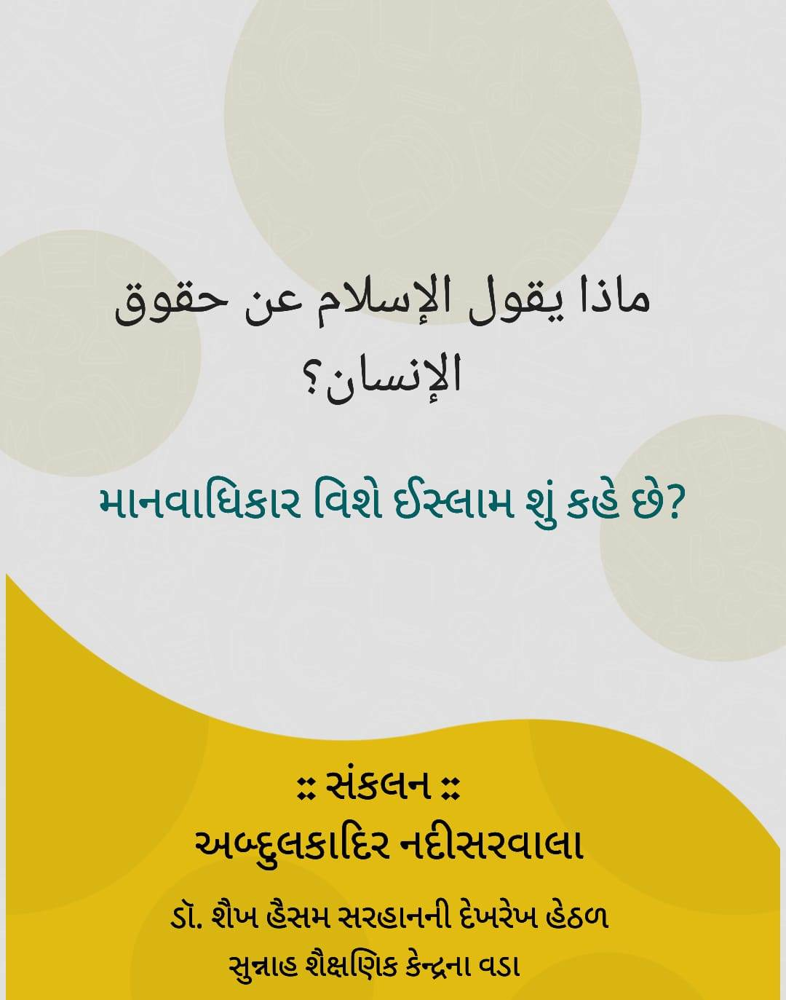 ماذا يقول الإسلام عن حقوق
الإنسان؟
માનવાધિકાર વિશે ઈસ્લામ શું કહે છે?
:: સંકલન ::
અબ્દુલકાદિર નદીસરવાલા
ડૉ. શૈખ હૈસમ સરહાનની દેખરેખ હેઠળ
સુન્નાહ શૈક્ષણિક કેન્દ્રના વડા